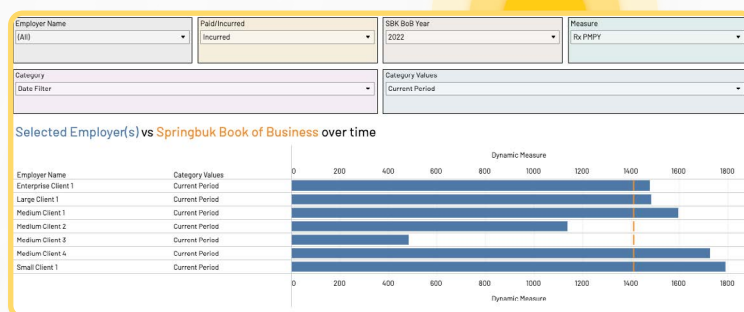 Employer Name Paid/Incurred SBK BoB Year Measure
(All) Incurred 2022 Rx PMPY
Category Category Values
Date Filter Current Period
Selected Employer(s) vs Springbuk Book of Business over time
Dynamic Measure
Employer Name Category Values 0 200 400 600 800 1000 1200 1400 1600 1800
Enterprise Client 1 Current Period
Large Client 1 Current Period
Medium Client 1 Current Period
Medium Client 2 Current Period
Medium Client 3 Current Period
Medium Client 4 Current Period
Small Client 1 Current Period
0 200 400 600 800 1000 1200 1400 1600 1800
Dynamic Measure